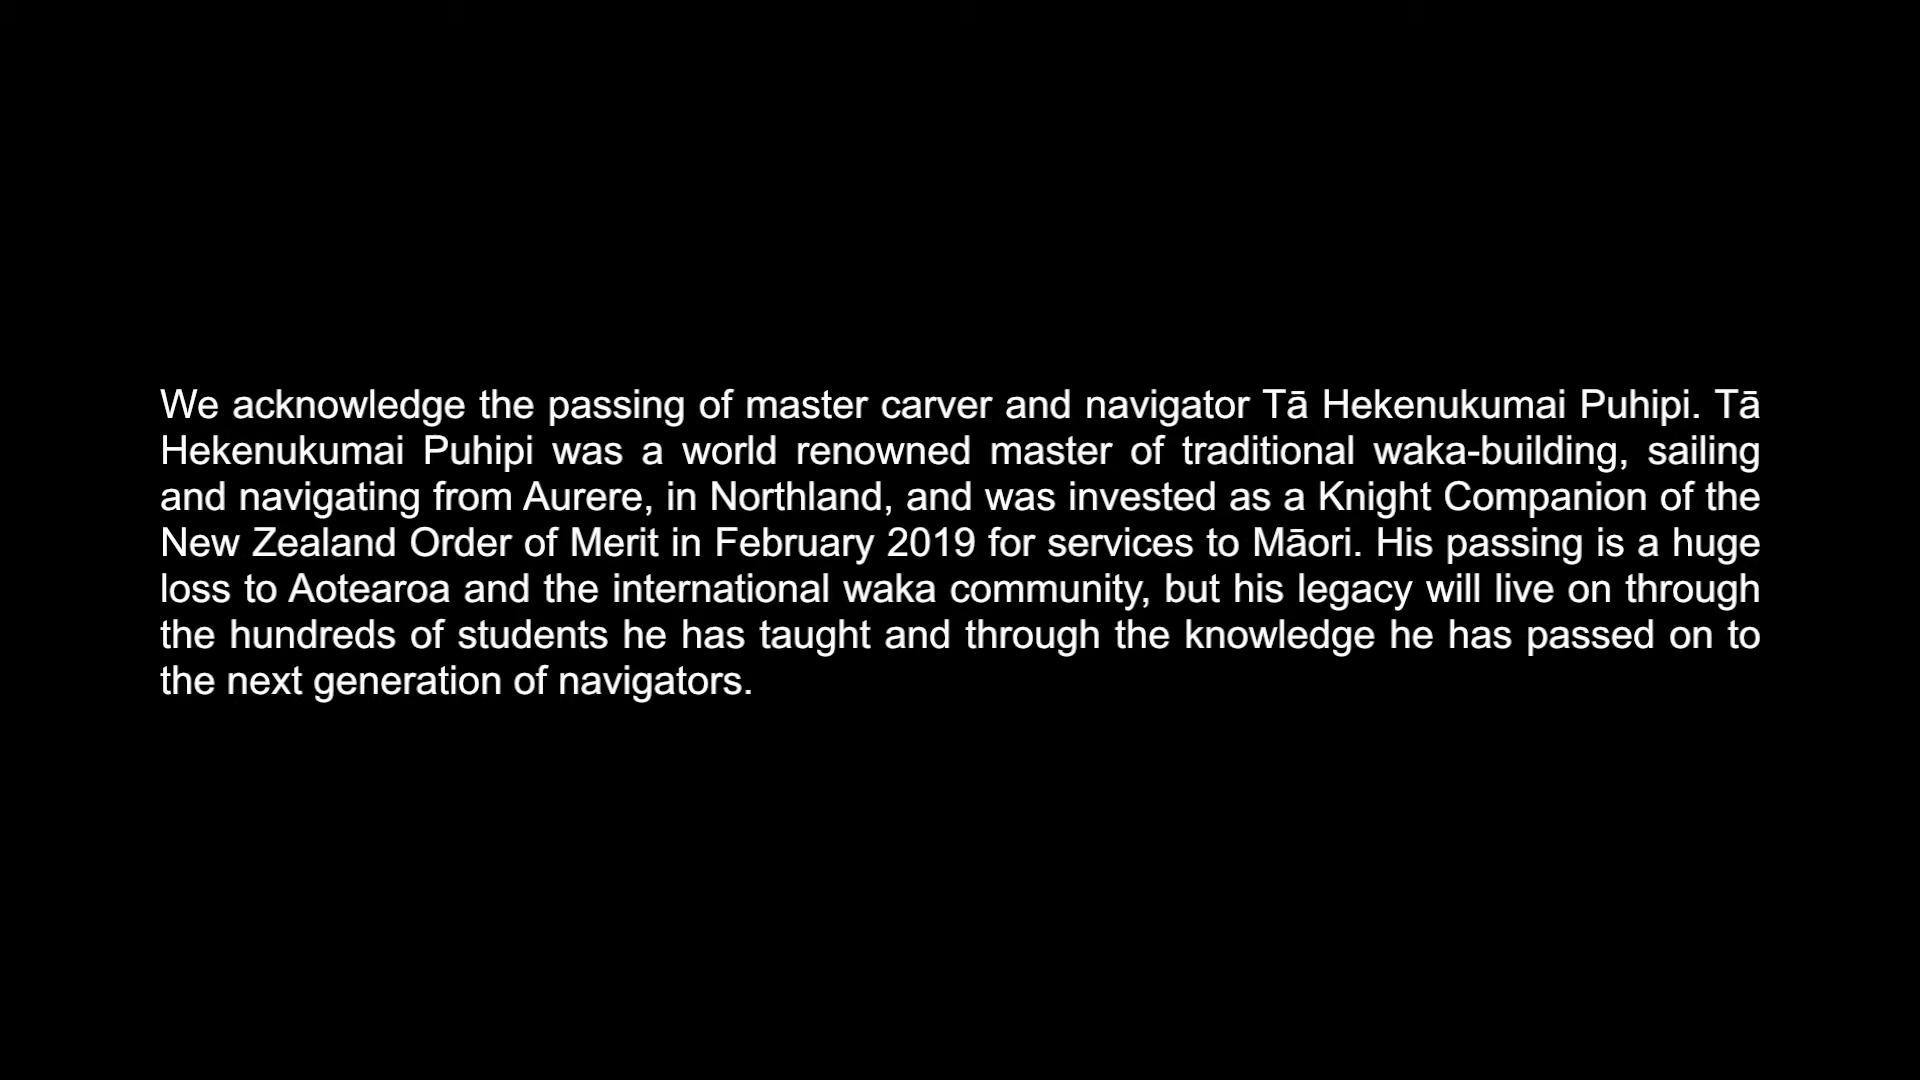 We acknowledge the passing of master carver and navigator Tā Hekenukumai Puhipi. Tā
Hekenukumai Puhipi was a world renowned master of traditional waka-building, sailing
and navigating from Aurere, in Northland, and was invested as a Knight Companion of the
New Zealand Order of Merit in February 2019 for services to Māori. His passing is a huge
loss to Aotearoa and the international waka community, but his legacy will live on through
the hundreds of students he has taught and through the knowledge he has passed on to
the next generation of navigators.